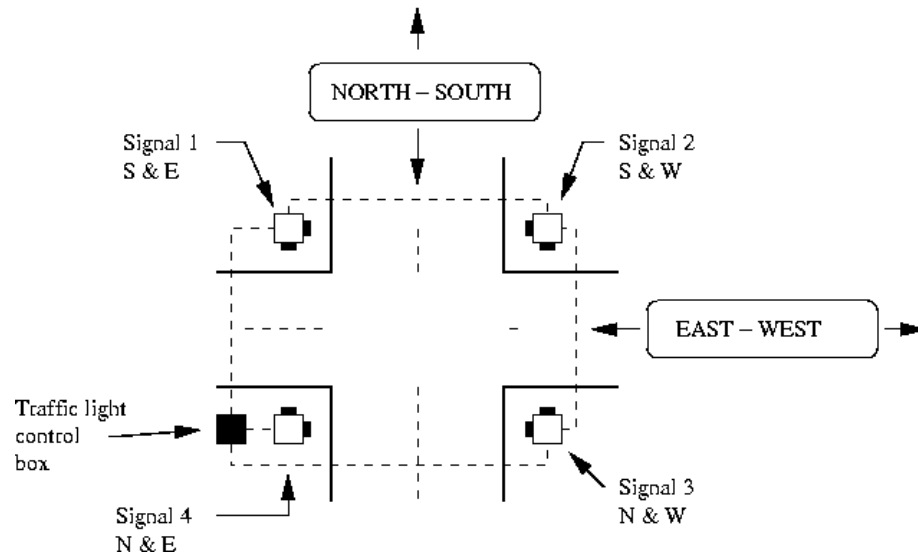 NORTH – SOUTH
Signal 1
S & E
Signal 2
S & W
EAST – WEST
Traffic light
control
box
Signal 4
N & E
Signal 3
N & W